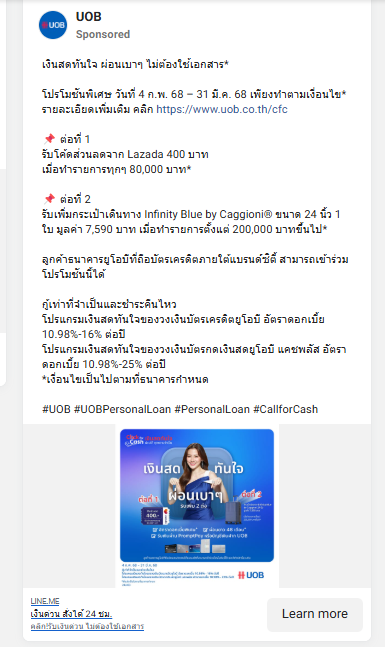 UOB
Sponsored
เงินสดทันใจ ผ่อนเบาๆ ไม่ต้องใช้เอกสาร*
โปรโมชันพิเศษ วันที่ 4 ก.พ. 68 – 31 มี.ค. 68 เพียงทำตามเงื่อนไข*
รายละเอียดเพิ่มเติม คลิก https://www.uob.co.th/cfc
📌 ต่อที่ 1
รับโค้ดส่วนลดจาก Lazada 400 บาท
เมื่อทำรายการทุกๆ 80,000 บาท*
📌 ต่อที่ 2
รับเพิ่มกระเป๋าเดินทาง Infinity Blue by Caggioni® ขนาด 24 นิ้ว 1
ใบ มูลค่า 7,590 บาท เมื่อทำรายการตั้งแต่ 200,000 บาทขึ้นไป*
ลูกค้าธนาคารยูโอบีที่ถือบัตรเครดิตภายใต้แบรนด์ซิตี้ สามารถเข้าร่วม
โปรโมชันนี้ได้
กู้เท่าที่จำเป็นและชำระคืนไหว
โปรแกรมเงินสดทันใจของวงเงินบัตรเครดิตยูโอบี อัตราดอกเบี้ย
10.98%-16% ต่อปี
โปรแกรมเงินสดทันใจของวงเงินบัตรกดเงินสดยูโอบี แคชพลัส อัตรา
ดอกเบี้ย 10.98%-25% ต่อปี
*เงื่อนไขเป็นไปตามที่ธนาคารกำหนด
#UOB #UOBPersonalLoan #PersonalLoan #CallforCash
Cash
เงินสด ทันใจ
ผ่อนเบาๆ
รับเพิ่ม 2 ต่อ
ต่อที่ 1
ต่อที่ 2
400.-
UOB
LINE.ME
เงินด่วน สั่งได้ 24 ชม.
คลิก!รับเงินด่วน ไม่ต้องใช้เอกสาร
Learn more